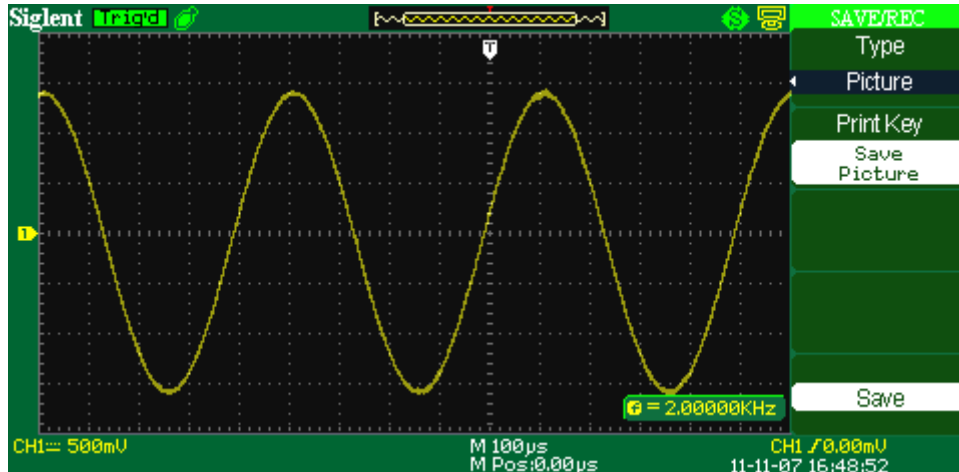 Siglent Trig'd S SAVE/REC
T
Type
Picture
Print Key
Save
Picture
1
f = 2.00000KHz
Save
CH1 500mV M 100µs CH1 0.00mV
M Pos:0.00µs 11-11-07 16:48:52